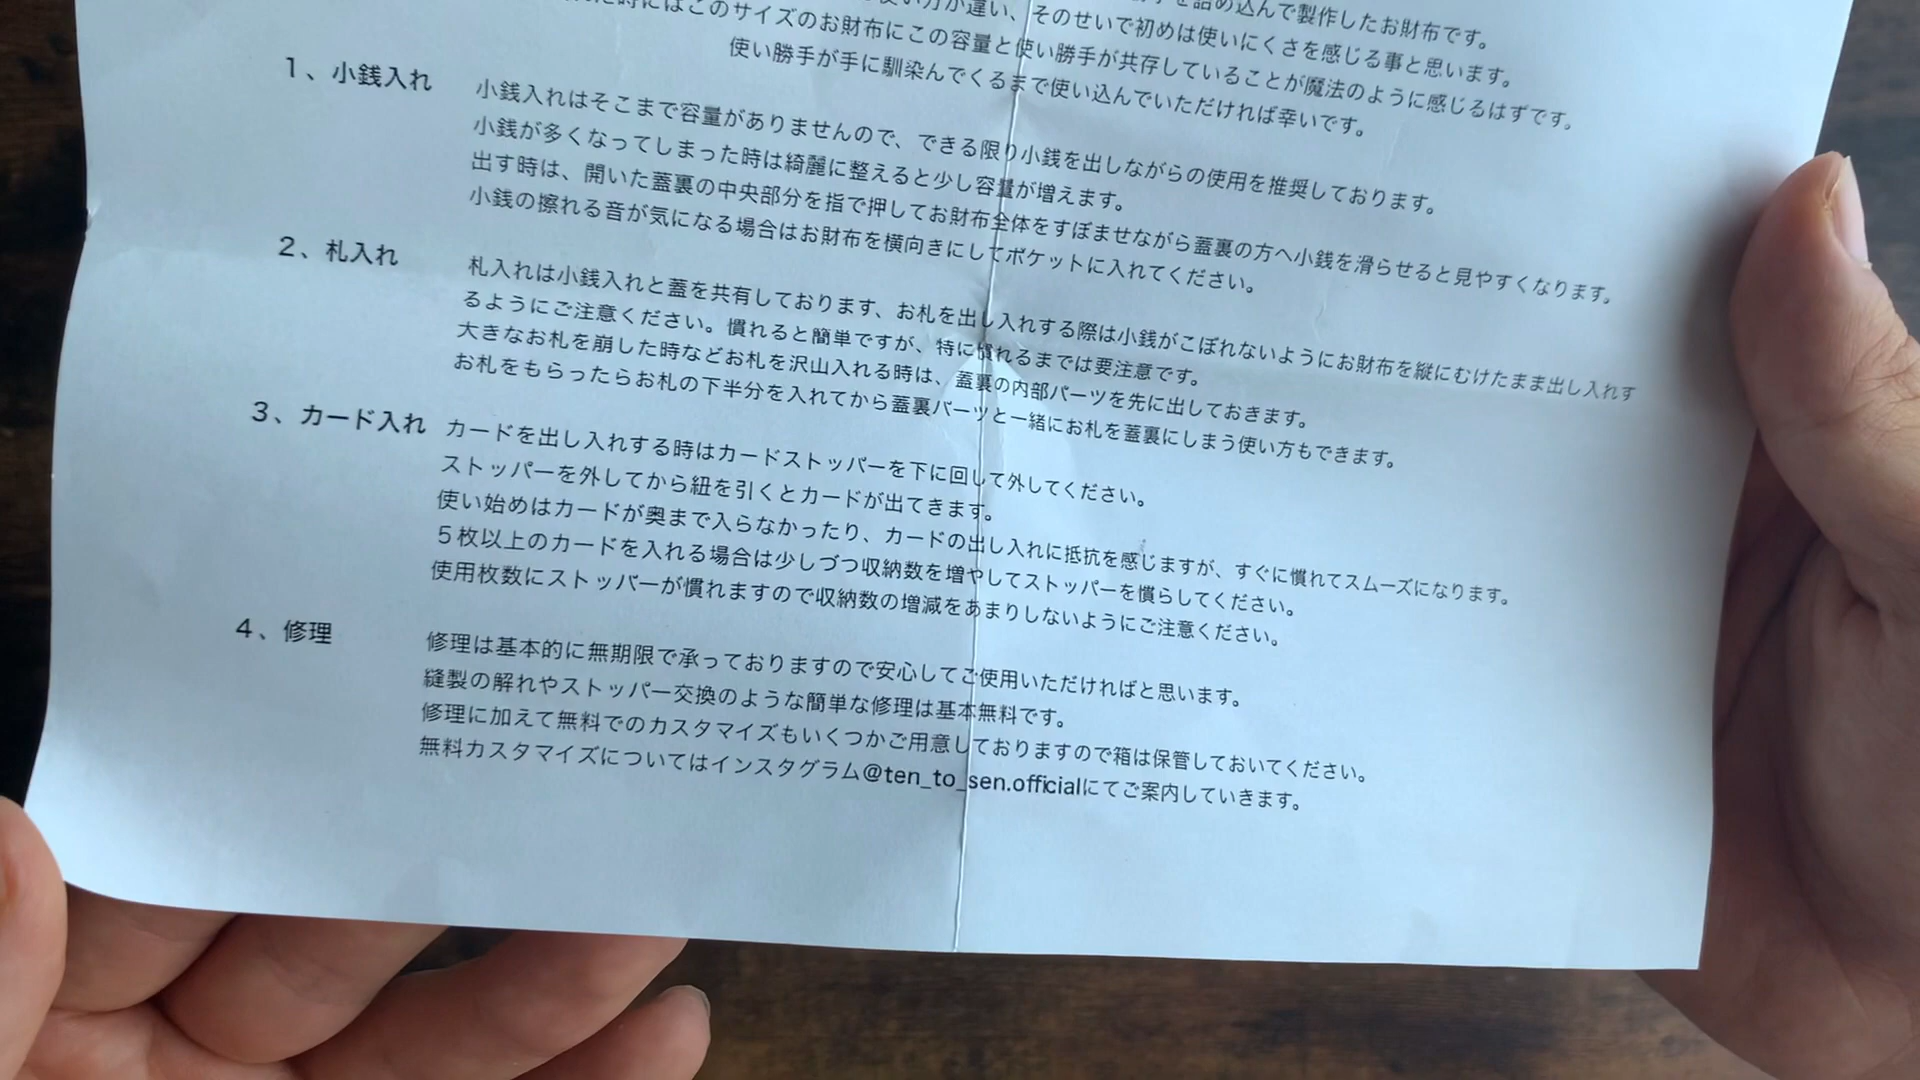 を詰め込んで製作したお財布です。
使い方が違い、そのせいで初めは使いにくさを感じる事と思います。
た時にはこのサイズのお財布にこの容量と使い勝手が共存していることが魔法のように感じるはずです。
使い勝手が手に馴染んでくるまで使い込んでいただければ幸いです。
１、小銭入れ
小銭入れはそこまで容量がありませんので、できる限り小銭を出しながらの使用を推奨しております。
小銭が多くなってしまった時は綺麗に整えると少し容量が増えます。
出す時は、開いた蓋裏の中央部分を指で押してお財布全体をすぼませながら蓋裏の方へ小銭を滑らせると見やすくなります。
小銭の擦れる音が気になる場合はお財布を横向きにしてポケットに入れてください。
２、札入れ
札入れは小銭入れと蓋を共有しております、お札を出し入れする際は小銭がこぼれないようにお財布を縦にむけたまま出し入れす
るようにご注意ください。慣れると簡単ですが、特に慣れるまでは要注意です。
大きなお札を崩した時などお札を沢山入れる時は、蓋裏の内部パーツを先に出しておきます。
お札をもらったらお札の下半分を入れてから蓋裏パーツと一緒にお札を蓋裏にしまう使い方もできます。
３、カード入れ
カードを出し入れする時はカードストッパーを下に回して外してください。
ストッパーを外してから紐を引くとカードが出てきます。
使い始めはカードが奥まで入らなかったり、カードの出し入れに抵抗を感じますが、すぐに慣れてスムーズになります。
５枚以上のカードを入れる場合は少しづつ収納数を増やしてストッパーを慣らしてください。
使用枚数にストッパーが慣れますので収納数の増減をあまりしないようにご注意ください。
４、修理
修理は基本的に無期限で承っておりますので安心してご使用いただければと思います。
縫製の解れやストッパー交換のような簡単な修理は基本無料です。
修理に加えて無料でのカスタマイズもいくつかご用意しておりますので箱は保管しておいてください。
無料カスタマイズについてはインスタグラム@ten_to_sen.officialにてご案内していきます。